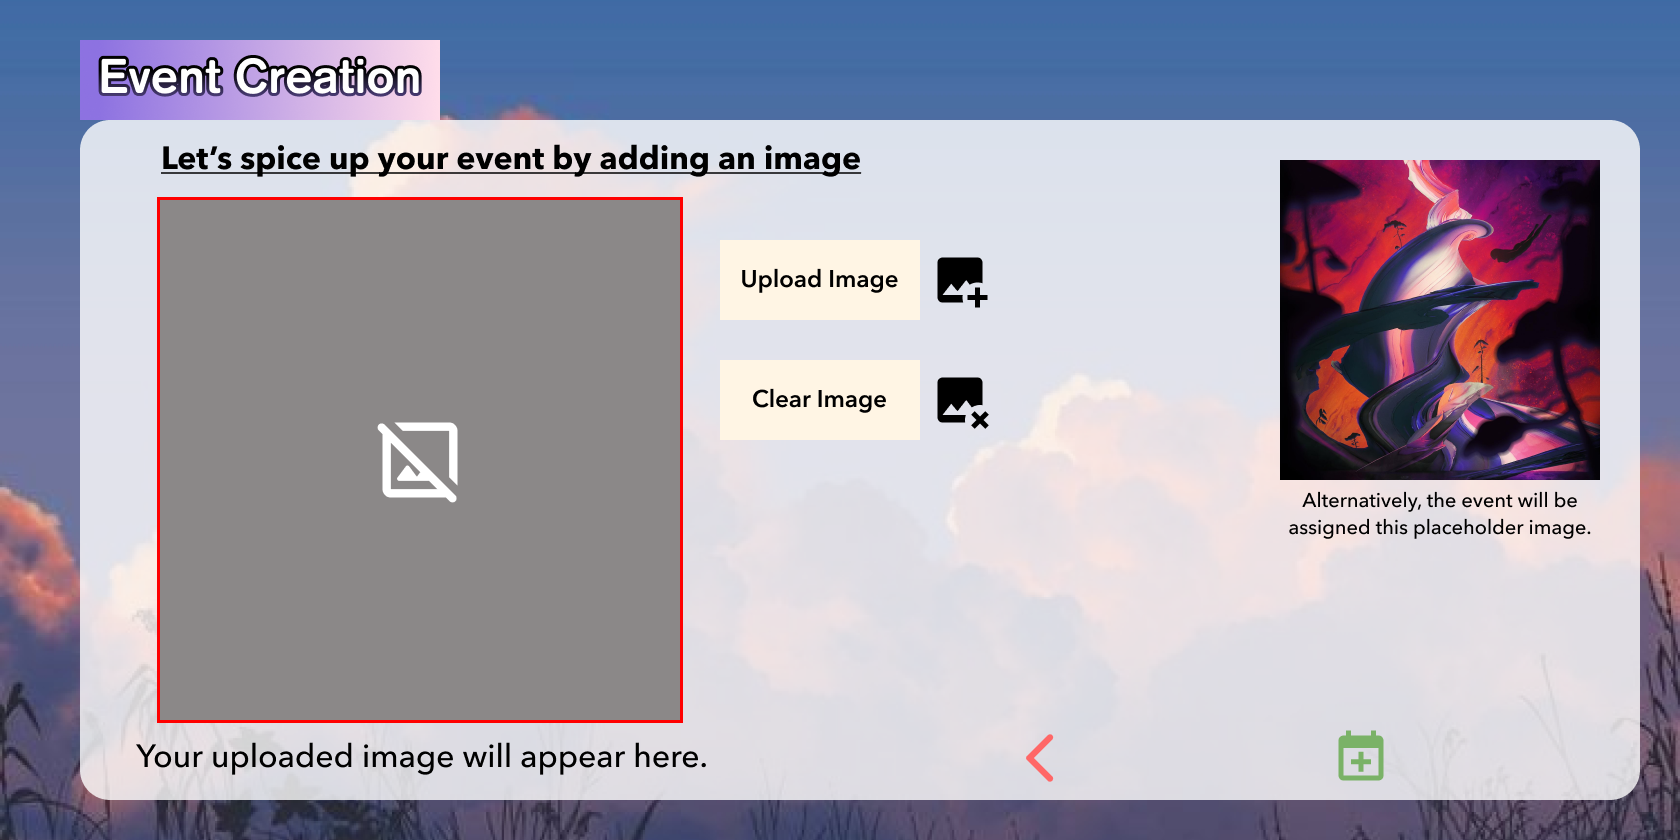 Event Creation
Let’s spice up your event by adding an image
Upload Image
Clear Image
Alternatively, the event will be
assigned this placeholder image.
Your uploaded image will appear here.